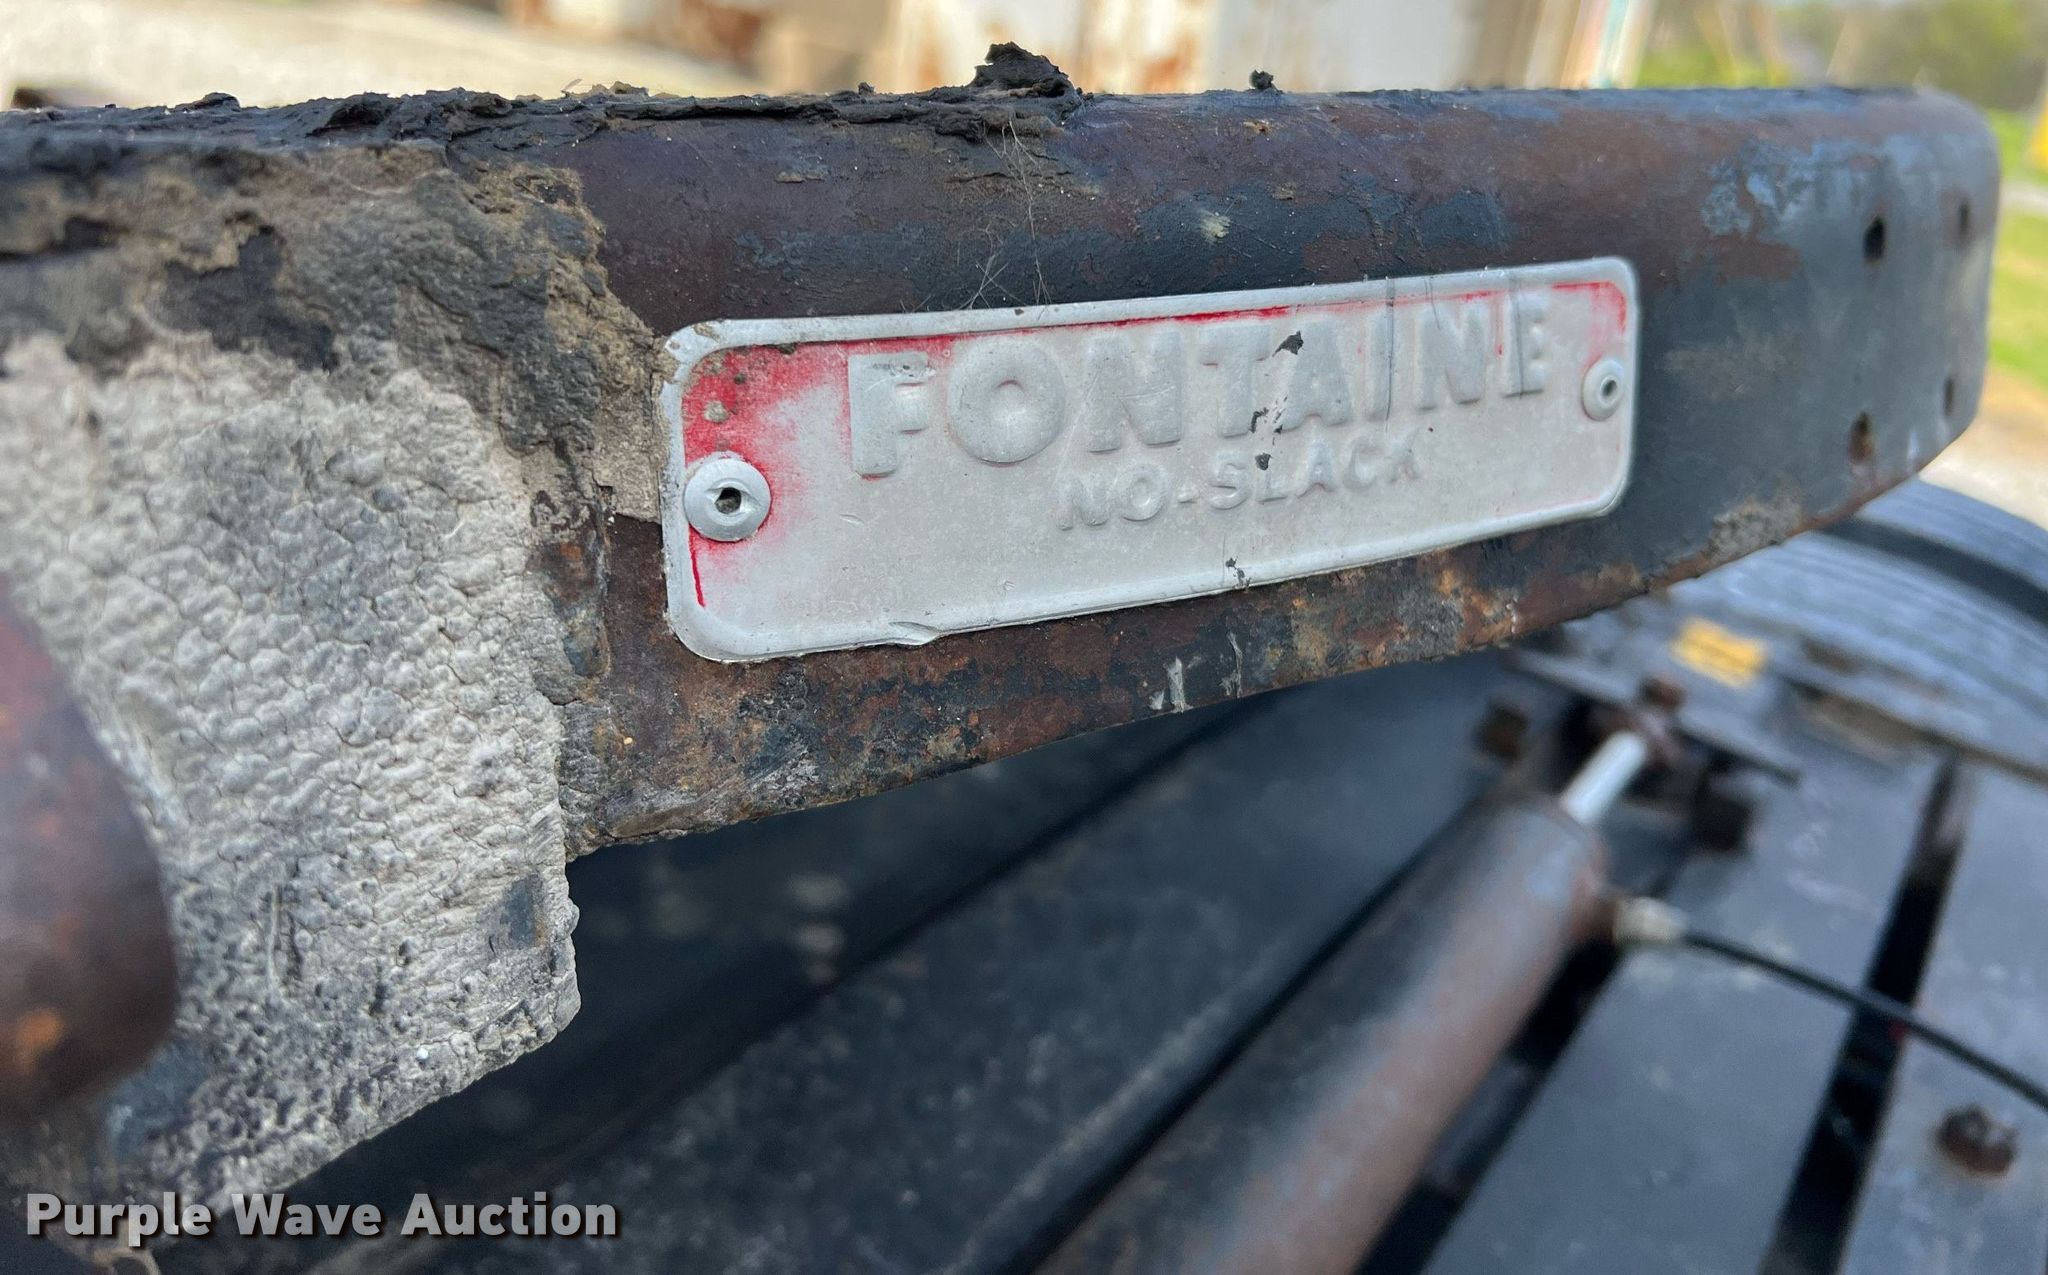 FONTAINE
NO-SLACK
Purple Wave Auction